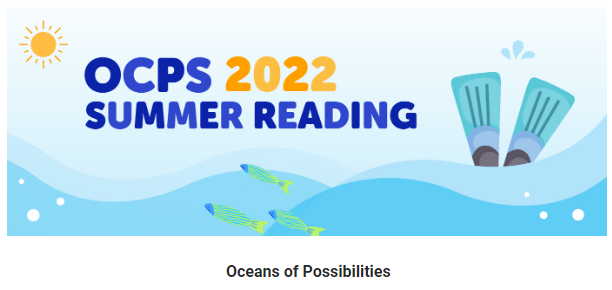 OCPS 2022
SUMMER READING
Oceans of Possibilities